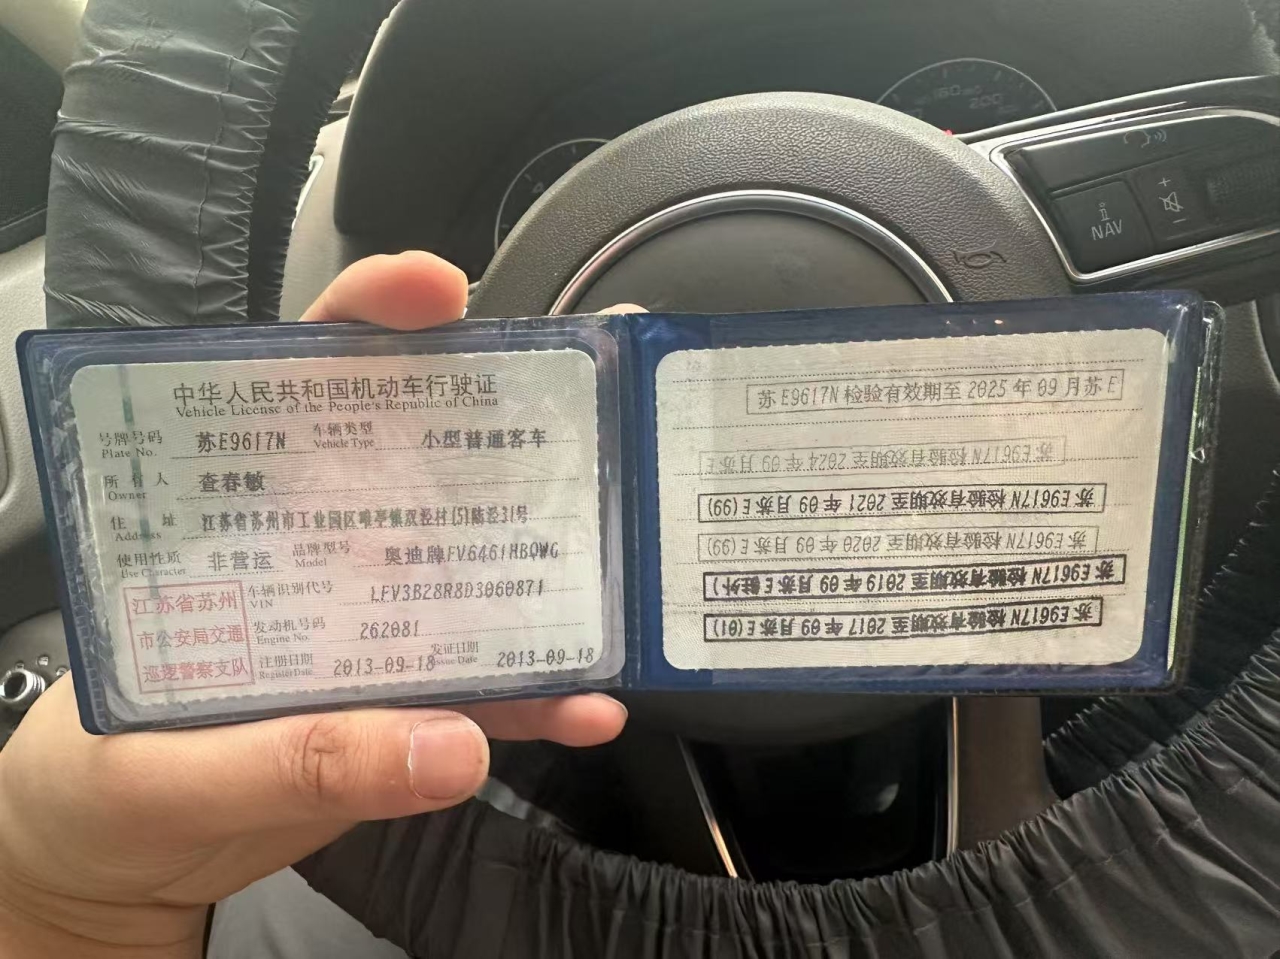 中华人民共和国机动车行驶证
Vehicle License of the People's Republic of China
号牌号码 苏E9617N 车辆类型 小型普通客车
Plate No. Vehicle Type
所有人 查春敏
Owner
住址 江苏省苏州市工业园区唯亭镇双泾村(5)陆泾31号
Address
使用性质 非营运 品牌型号 奥迪牌FV6461HBQWG
Use Character Model
江苏省苏州
市公安局交通
巡逻警察支队
车辆识别代号 LFV3B28R8D3060871
VIN
发动机号码 262081
Engine No.
注册日期 2013-09-18 发证日期 2013-09-18
Register Date Issue Date
苏E9617N检验有效期至2025年09月苏E
苏E9617N检验有效期至2024年09月苏E
苏E9617N检验有效期至2021年09月苏E(99)
苏E9617N检验有效期至2020年09月苏E(99)
苏E9617N检验有效期至2019年09月苏E
苏E9617N检验有效期至2017年09月苏E(01)
160
200
NAV